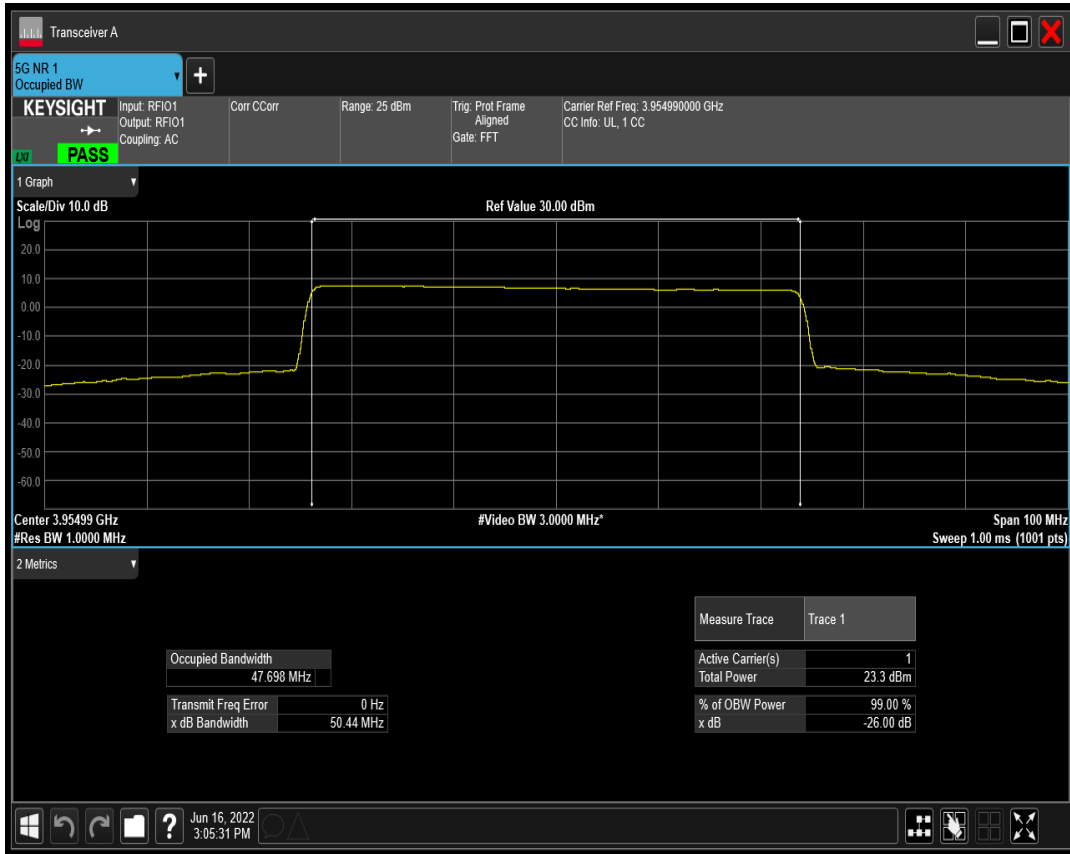 Transceiver A
5G NR 1
Occupied BW
KEYSIGHT
LXI
PASS
Input: RFIO1
Output: RFIO1
Coupling: AC
Corr CCorr
Range: 25 dBm
Trig: Prot Frame
Aligned
Gate: FFT
Carrier Ref Freq: 3.954990000 GHz
CC Info: UL, 1 CC
1 Graph
Scale/Div 10.0 dB
Ref Value 30.00 dBm
Log
20.0
10.0
0.00
-10.0
-20.0
-30.0
-40.0
-50.0
-60.0
Center 3.95499 GHz
#Video BW 3.0000 MHz*
Span 100 MHz
#Res BW 1.0000 MHz
Sweep 1.00 ms (1001 pts)
2 Metrics
Measure Trace Trace 1
Occupied Bandwidth
47.698 MHz
Active Carrier(s) 1
Total Power 23.3 dBm
Transmit Freq Error 0 Hz
x dB Bandwidth 50.44 MHz
% of OBW Power 99.00 %
x dB -26.00 dB
?
Jun 16, 2022
3:05:31 PM